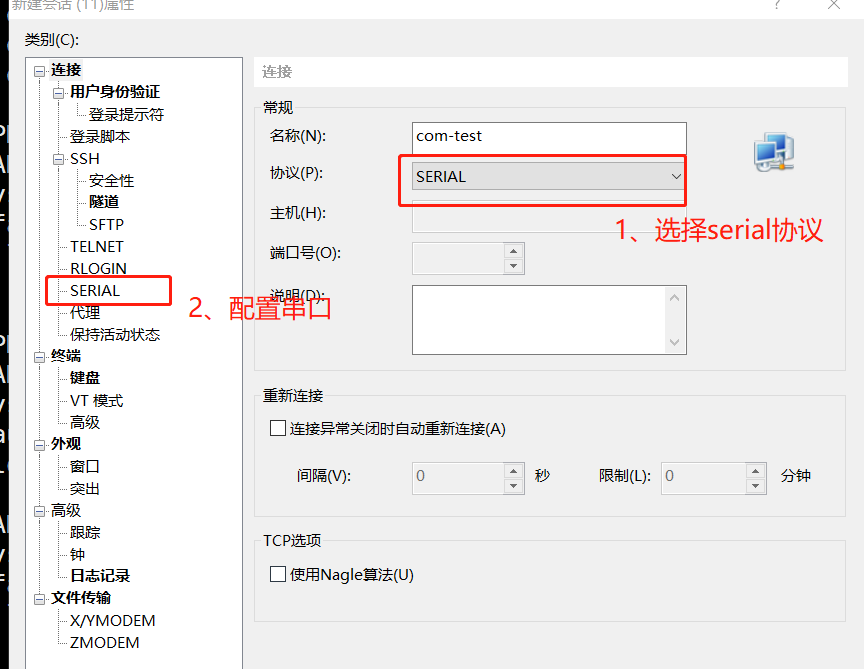 新建会话 (11)属性
类别(C):
连接
用户身份验证
登录提示符
登录脚本
SSH
安全性
隧道
SFTP
TELNET
RLOGIN
SERIAL
代理
保持活动状态
终端
键盘
VT 模式
高级
外观
窗口
突出
高级
跟踪
钟
日志记录
文件传输
X/YMODEM
ZMODEM
连接
常规
名称(N): com-test
协议(P): SERIAL
主机(H):
1、选择serial协议
端口号(O):
说明(D):
2、配置串口
重新连接
连接异常关闭时自动重新连接(A)
间隔(V): 0 秒 限制(L): 0 分钟
TCP选项
使用Nagle算法(U)